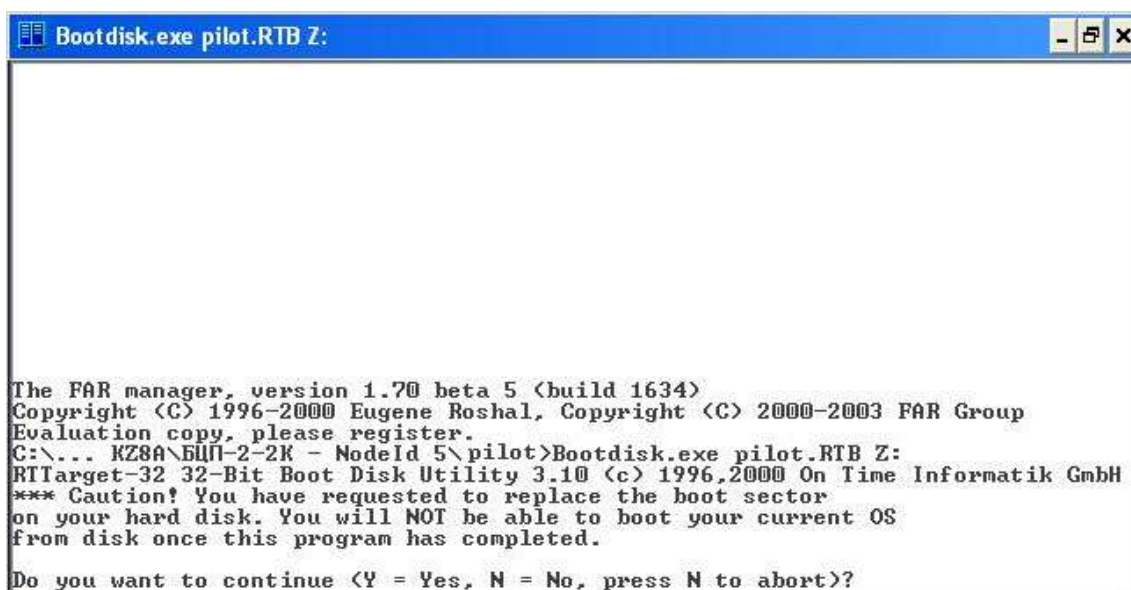 Bootdisk.exe pilot.RTB Z:
The FAR manager, version 1.70 beta 5 (build 1634)
Copyright (C) 1996-2000 Eugene Roshal, Copyright (C) 2000-2003 FAR Group
Evaluation copy, please register.
C:\... KZ8A\БЦП-2-2K - NodeId 5\pilot>Bootdisk.exe pilot.RTB Z:
RTTarget-32 32-Bit Boot Disk Utility 3.10 (c) 1996,2000 On Time Informatik GmbH
*** Caution! You have requested to replace the boot sector
on your hard disk. You will NOT be able to boot your current OS
from disk once this program has completed.
Do you want to continue (Y = Yes, N = No, press N to abort)?